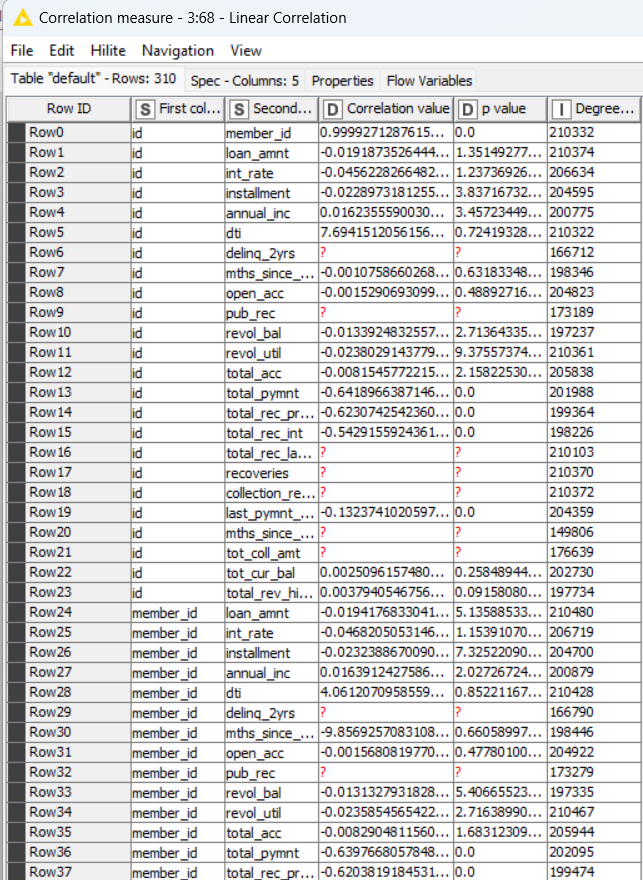 Correlation measure - 3:68 - Linear Correlation
File Edit Hilite Navigation View
Table "default" - Rows: 310 Spec - Columns: 5 Properties Flow Variables
Row ID S First col... S Second... D Correlation value D p value I Degree...
Row0 id member_id 0.9999271287615... 0.0 210332
Row1 id loan_amnt -0.0191873526444... 1.35149277... 210374
Row2 id int_rate -0.0456228266482... 1.23736926... 206634
Row3 id installment -0.0228973181255... 3.83716732... 204595
Row4 id annual_inc 0.0162355590030... 3.45723449... 200775
Row5 id dti 7.6941512056156... 0.72419328... 210322
Row6 id delinq_2yrs ? ? 166712
Row7 id mths_since_... -0.0010758660268... 0.63183348... 198346
Row8 id open_acc -0.0015290693099... 0.48892716... 204823
Row9 id pub_rec ? ? 173189
Row10 id revol_bal -0.0133924832557... 2.71364335... 197237
Row11 id revol_util -0.0238029143779... 9.37557374... 210361
Row12 id total_acc -0.0081545772215... 2.15822530... 205838
Row13 id total_pymnt -0.6418966387146... 0.0 201988
Row14 id total_rec_pr... -0.6230742542360... 0.0 199364
Row15 id total_rec_int -0.5429155924361... 0.0 198226
Row16 id total_rec_la... ? ? 210103
Row17 id recoveries ? ? 210370
Row18 id collection_re... ? ? 210372
Row19 id last_pymnt_... -0.1323741020597... 0.0 204359
Row20 id mths_since_... ? ? 149806
Row21 id tot_coll_amt ? ? 176639
Row22 id tot_cur_bal 0.0025096157480... 0.25848944... 202730
Row23 id total_rev_hi... 0.0037940546756... 0.09158080... 197734
Row24 member_id loan_amnt -0.0194176833041... 5.13588533... 210480
Row25 member_id int_rate -0.0468205053146... 1.15391070... 206719
Row26 member_id installment -0.0232388670090... 7.32522090... 204700
Row27 member_id annual_inc 0.0163912427586... 2.02726724... 200879
Row28 member_id dti 4.0612070958559... 0.85221167... 210428
Row29 member_id delinq_2yrs ? ? 166790
Row30 member_id mths_since_... -9.8569257083108... 0.66058997... 198446
Row31 member_id open_acc -0.0015680819770... 0.47780100... 204922
Row32 member_id pub_rec ? ? 173279
Row33 member_id revol_bal -0.0131327931828... 5.40665523... 197335
Row34 member_id revol_util -0.0235854565422... 2.71638990... 210467
Row35 member_id total_acc -0.0082904811560... 1.68312309... 205944
Row36 member_id total_pymnt -0.6397668057848... 0.0 202095
Row37 member_id total_rec_pr... -0.6203819184531... 0.0 199474